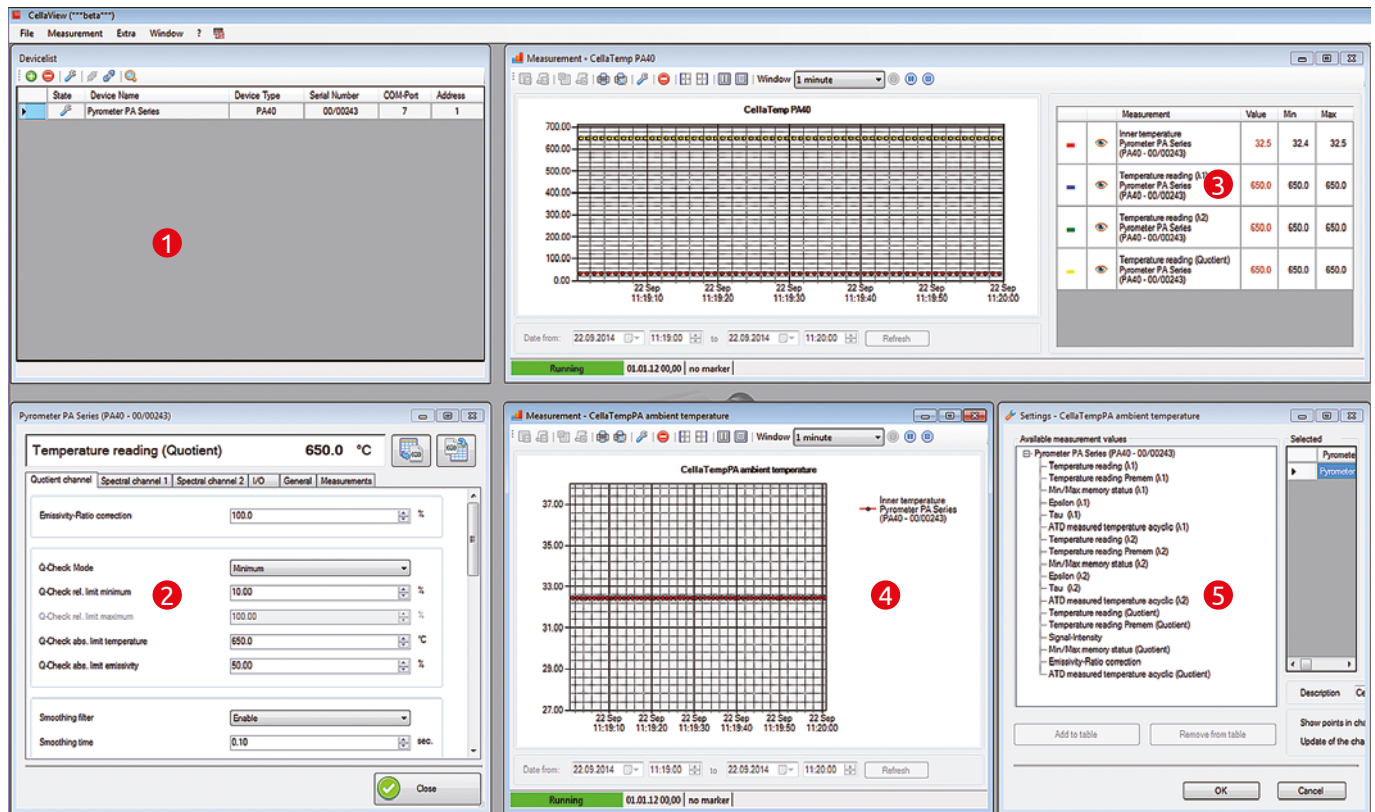 CellaView (***beta***)
File Measurement Extra Window ?
Devicelist
State Device Name Device Type Serial Number COM-Port Address
Pyrometer PA Series PA40 00/00243 7 1
1
Measurement - CellaTemp PA40
Window 1 minute
CellaTemp PA40
700.00
600.00
500.00
400.00
300.00
200.00
100.00
0.00
22 Sep 22 Sep 22 Sep 22 Sep 22 Sep 22 Sep
11:19:10 11:19:20 11:19:30 11:19:40 11:19:50 11:20:00
Measurement Value Min Max
Inner temperature
Pyrometer PA Series
(PA40 - 00/00243)
32.5 32.4 32.5
Temperature reading (λ1)
Pyrometer PA Series
(PA40 - 00/00243)
650.0 650.0 650.0
3
Temperature reading (λ2)
Pyrometer PA Series
(PA40 - 00/00243)
650.0 650.0 650.0
Temperature reading (Quotient)
Pyrometer PA Series
(PA40 - 00/00243)
650.0 650.0 650.0
Date from: 22.09.2014 11:19:00 to 22.09.2014 11:20:00 Refresh
Running 01.01.12 00,00 no marker
Pyrometer PA Series (PA40 - 00/00243)
Temperature reading (Quotient) 650.0 °C
Quotient channel Spectral channel 1 Spectral channel 2 I/O General Measurements
Emissivity-Ratio correction 100.0 %
Q-Check Mode Minimum
Q-Check rel. limit minimum 10.00 %
2
Q-Check rel. limit maximum 100.00 %
Q-Check abs. limit temperature 650.0 °C
Q-Check abs. limit emissivity 50.00 %
Smoothing filter Enable
Smoothing time 0.10 sec.
Close
Measurement - CellaTempPA ambient temperature
Window 1 minute
CellaTempPA ambient temperature
37.00
35.00
33.00
31.00
29.00
27.00
22 Sep 22 Sep 22 Sep 22 Sep 22 Sep 22 Sep
11:19:10 11:19:20 11:19:30 11:19:40 11:19:50 11:20:00
Inner temperature
Pyrometer PA Series
(PA40 - 00/00243)
4
Date from: 22.09.2014 11:19:00 to 22.09.2014 11:20:00 Refresh
Running 01.01.12 00,00 no marker
Settings - CellaTempPA ambient temperature
Available measurement values
Pyrometer PA Series (PA40 - 00/00243)
Temperature reading (λ1)
Temperature reading Premem (λ1)
Min/Max memory status (λ1)
Epsilon (λ1)
Tau (λ1)
ATD measured temperature acyclic (λ1)
Temperature reading (λ2)
Temperature reading Premem (λ2)
Min/Max memory status (λ2)
Epsilon (λ2)
Tau (λ2)
ATD measured temperature acyclic (λ2)
Temperature reading (Quotient)
Temperature reading Premem (Quotient)
Signal-Intensity
Min/Max memory status (Quotient)
Emissivity-Ratio correction
ATD measured temperature acyclic (Quotient)
5
Selected
Pyromete
Pyrometer
Description Ce
Add to table Remove from table
Show points in cha
Update of the cha
OK Cancel